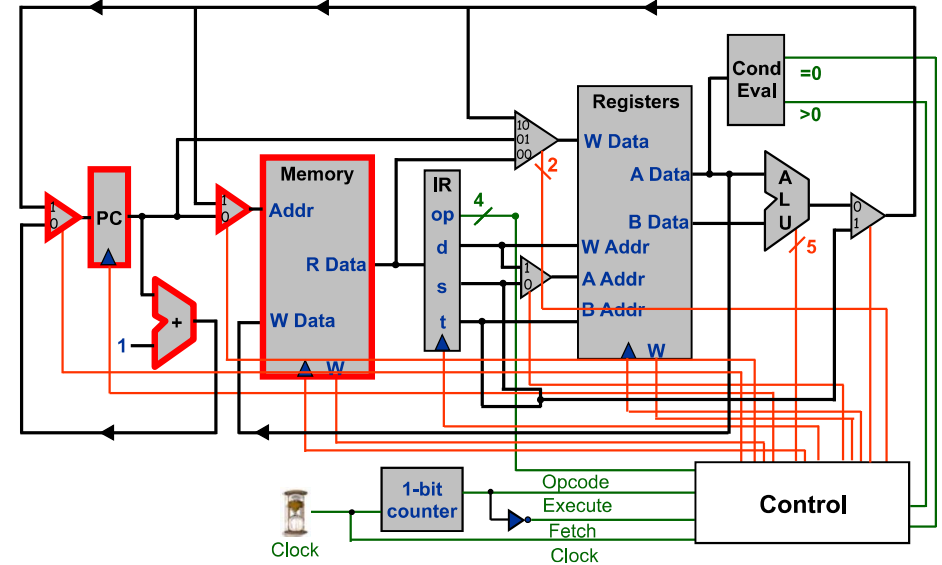 Cond
Eval
=0
>0
Registers
10
01
00
W Data
2
Memory
IR
A Data
A
L
U
4
op
1
0
PC
1
0
Addr
0
1
B Data
d
W Addr
5
R Data
1
0
s
A Addr
B Addr
+
W Data
t
1
W
W
Opcode
1-bit
counter
Execute
Control
Fetch
Clock
Clock